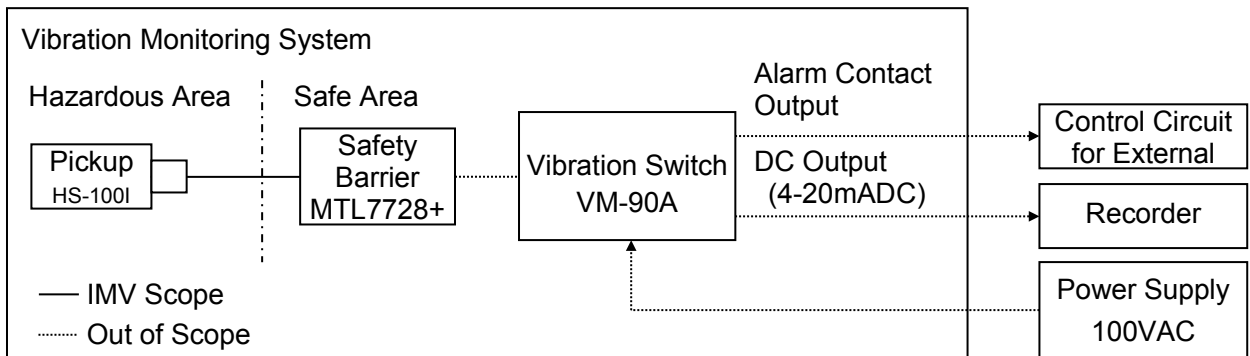 Vibration Monitoring System
Hazardous Area
Safe Area
Pickup
HS-100I
Safety
Barrier
MTL7728+
Vibration Switch
VM-90A
Alarm Contact
Output
DC Output
(4-20mADC)
Control Circuit
for External
Recorder
Power Supply
100VAC
IMV Scope
Out of Scope